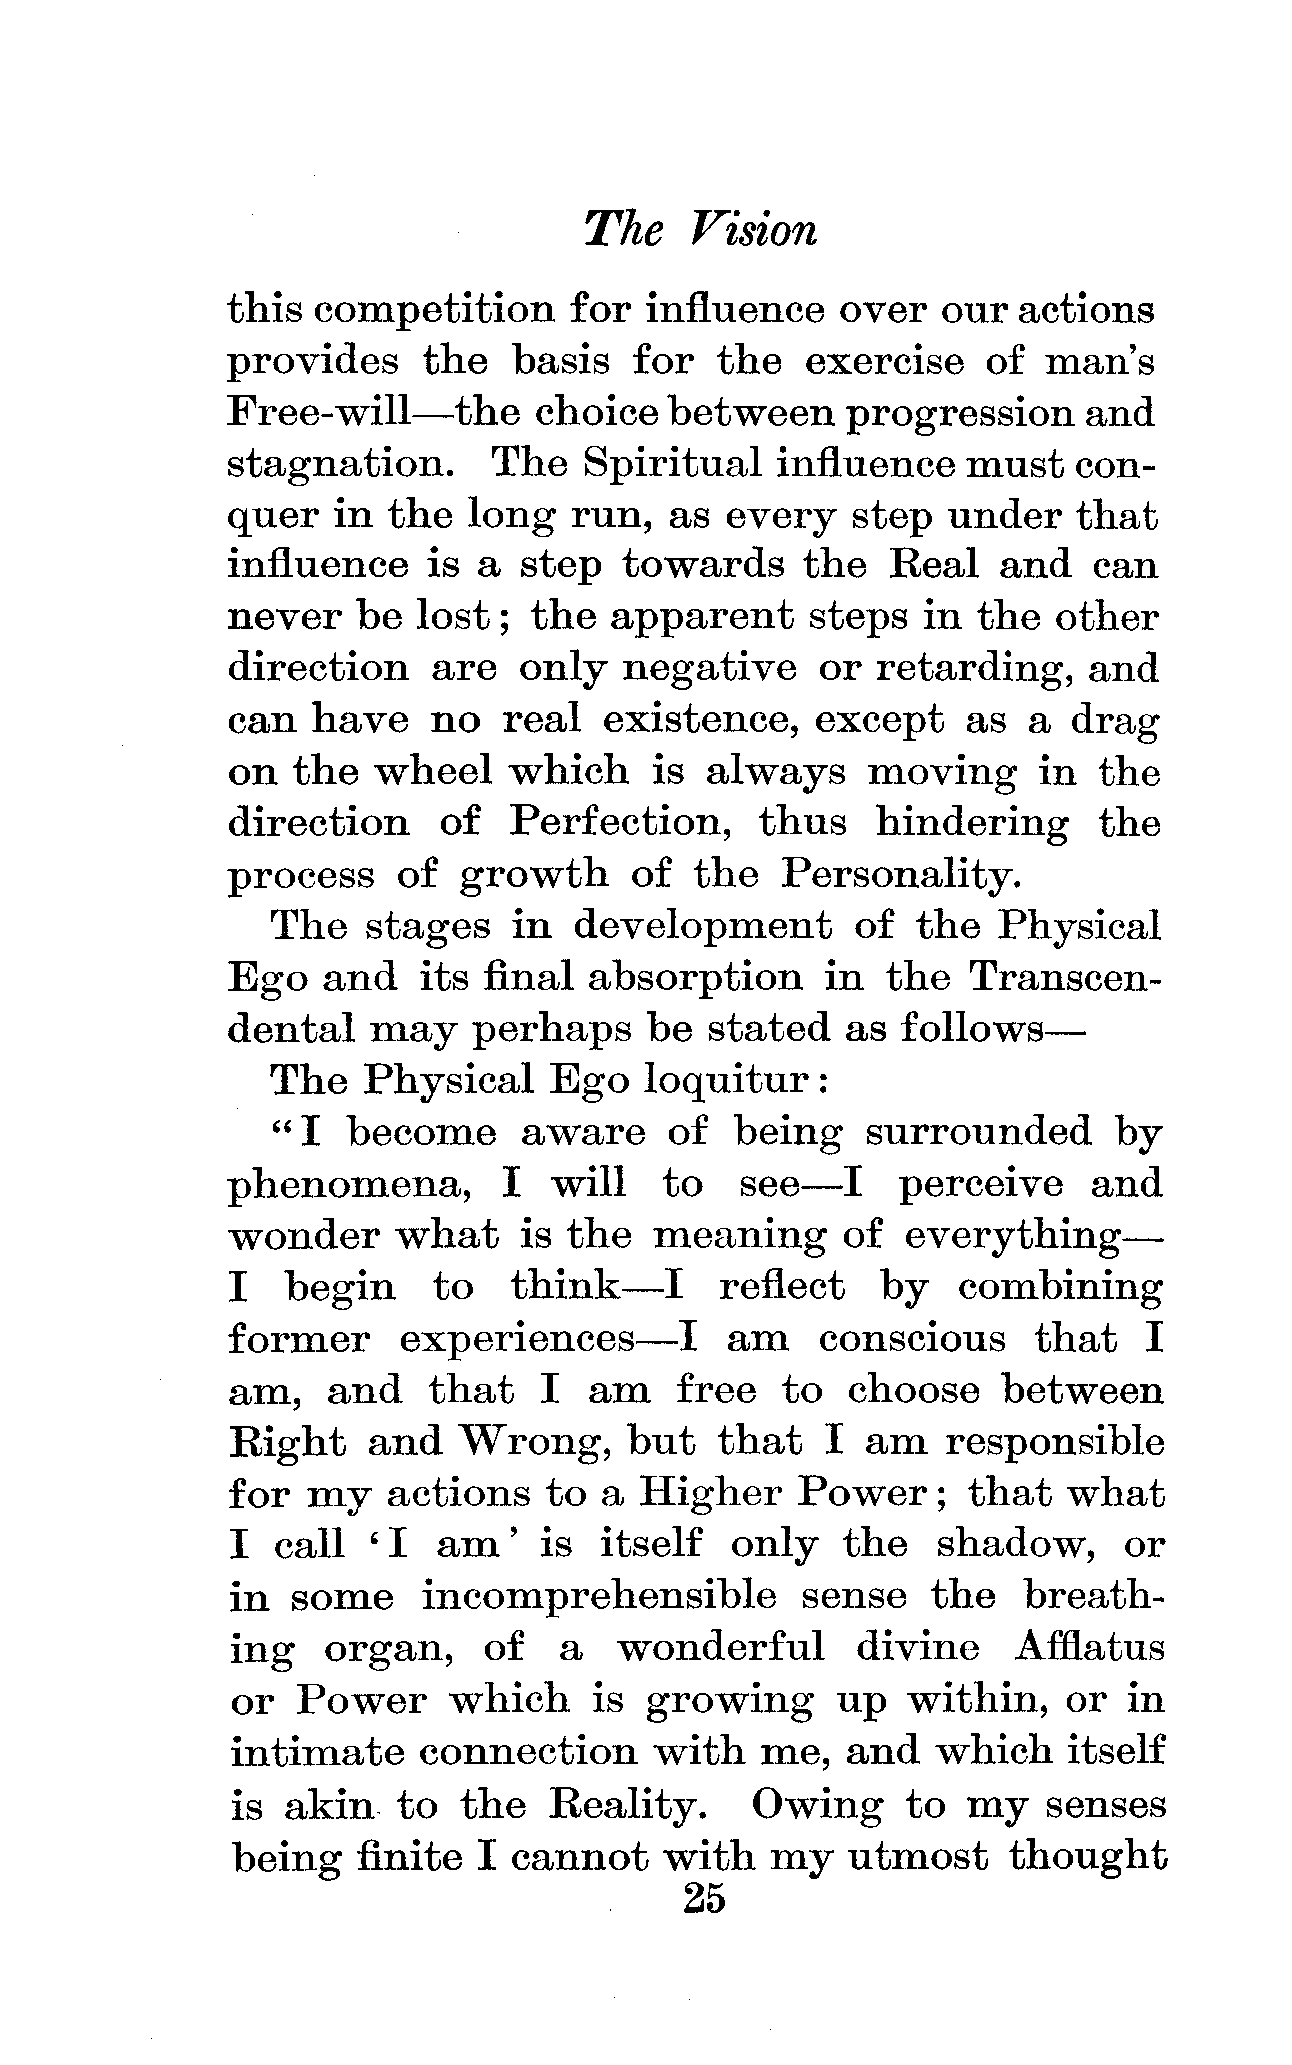 The Vision
this competition for influence over our actions
provides the basis for the exercise of man's
Free-will—the choice between progression and
stagnation. The Spiritual influence must con-
quer in the long run, as every step under that
influence is a step towards the Real and can
never be lost; the apparent steps in the other
direction are only negative or retarding, and
can have no real existence, except as a drag
on the wheel which is always moving in the
direction of Perfection, thus hindering the
process of growth of the Personality.
The stages in development of the Physical
Ego and its final absorption in the Transcen-
dental may perhaps be stated as follows—
The Physical Ego loquitur:
"I become aware of being surrounded by
phenomena, I will to see—I perceive and
wonder what is the meaning of everything—
I begin to think—I reflect by combining
former experiences—I am conscious that I
am, and that I am free to choose between
Right and Wrong, but that I am responsible
for my actions to a Higher Power; that what
I call 'I am' is itself only the shadow, or
in some incomprehensible sense the breath-
ing organ, of a wonderful divine Afflatus
or Power which is growing up within, or in
intimate connection with me, and which itself
is akin to the Reality. Owing to my senses
being finite I cannot with my utmost thought
25